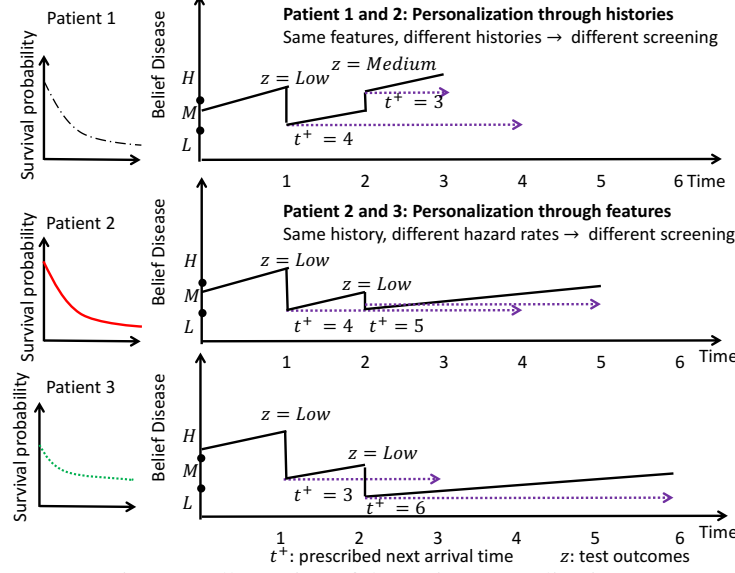 Patient 1
Survival probability
Belief Disease
H
M
L
Patient 1 and 2: Personalization through histories
Same features, different histories → different screening
z = Low
z = Medium
t⁺ = 3
t⁺ = 4
1 2 3 4 5 6 Time
Patient 2
Survival probability
Belief Disease
H
M
L
Patient 2 and 3: Personalization through features
Same history, different hazard rates → different screening
z = Low
z = Low
t⁺ = 4 t⁺ = 5
1 2 3 4 5 6 Time
Patient 3
Survival probability
Belief Disease
H
M
L
z = Low
z = Low
t⁺ = 3
t⁺ = 6
1 2 3 4 5 6 Time
t⁺: prescribed next arrival time z: test outcomes